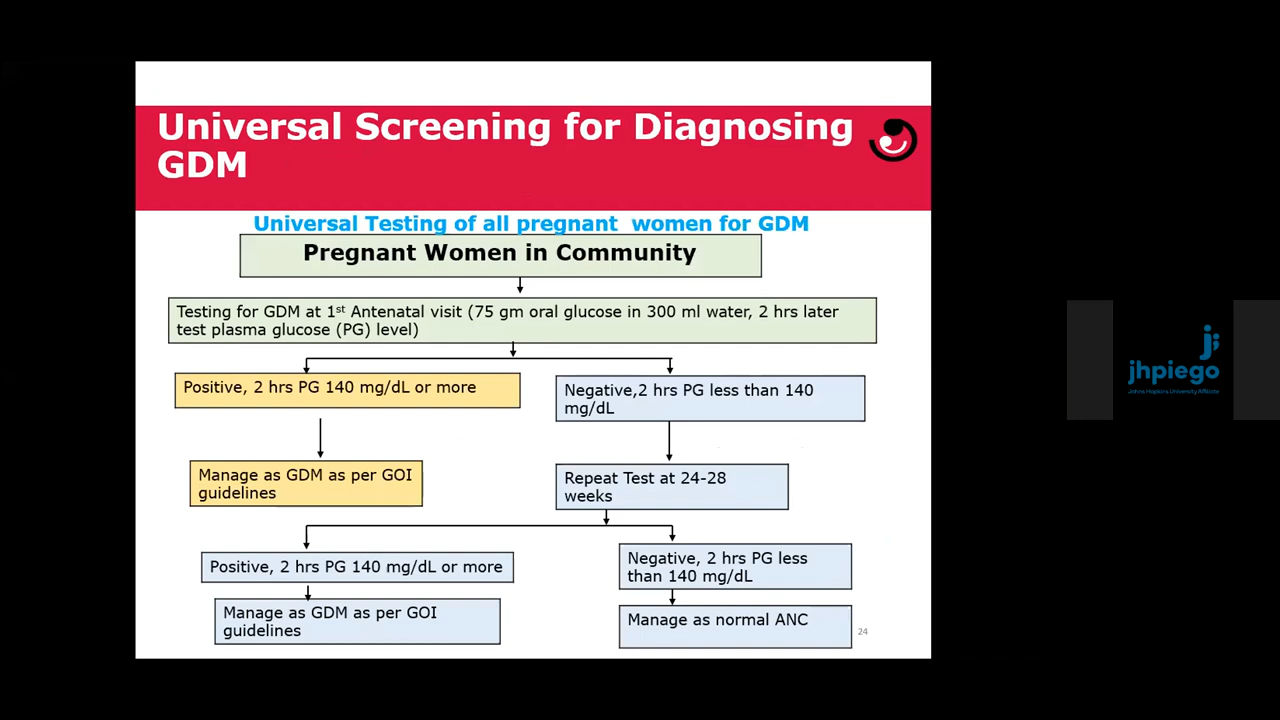 Universal Screening for Diagnosing
GDM
Universal Testing of all pregnant women for GDM
Pregnant Women in Community
Testing for GDM at 1st Antenatal visit (75 gm oral glucose in 300 ml water, 2 hrs later
test plasma glucose (PG) level)
Positive, 2 hrs PG 140 mg/dL or more
Negative,2 hrs PG less than 140
mg/dL
Manage as GDM as per GOI
guidelines
Repeat Test at 24-28
weeks
Positive, 2 hrs PG 140 mg/dL or more
Negative, 2 hrs PG less
than 140 mg/dL
Manage as GDM as per GOI
guidelines
Manage as normal ANC
24
jhpiego
Johns Hopkins University Affiliate